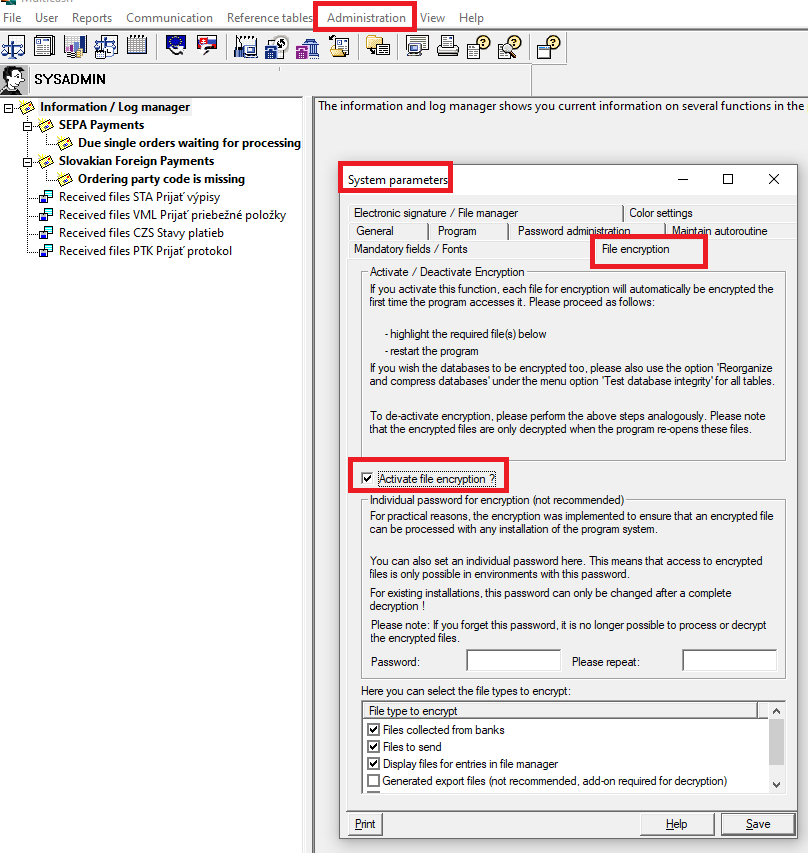 File User Reports Communication Reference tables Administration View Help
SYSADMIN
Information / Log manager
SEPA Payments
Due single orders waiting for processing
Slovakian Foreign Payments
Ordering party code is missing
Received files STA Prijať výpisy
Received files VML Prijať priebežné položky
Received files CZS Stavy platieb
Received files PTK Prijať protokol
The information and log manager shows you current information on several functions in the
System parameters
Electronic signature / File manager Color settings
General Program Password administration Maintain autoroutine
Mandatory fields / Fonts File encryption
Activate / Deactivate Encryption
If you activate this function, each file for encryption will automatically be encrypted the
first time the program accesses it. Please proceed as follows:
- highlight the required file(s) below
- restart the program
If you wish the databases to be encrypted too, please also use the option 'Reorganize
and compress databases' under the menu option 'Test database integrity' for all tables.
To de-activate encryption, please perform the above steps analogously. Please note
that the encrypted files are only decrypted when the program re-opens these files.
Activate file encryption ?
Individual password for encryption (not recommended)
For practical reasons, the encryption was implemented to ensure that an encrypted file
can be processed with any installation of the program system.
You can also set an individual password here. This means that access to encrypted
files is only possible in environments with this password.
For existing installations, this password can only be changed after a complete
decryption !
Please note: If you forget this password, it is no longer possible to process or decrypt
the encrypted files.
Password: Please repeat:
Here you can select the file types to encrypt:
File type to encrypt
Files collected from banks
Files to send
Display files for entries in file manager
Generated export files (not recommended, add-on required for decryption)
Print Help Save